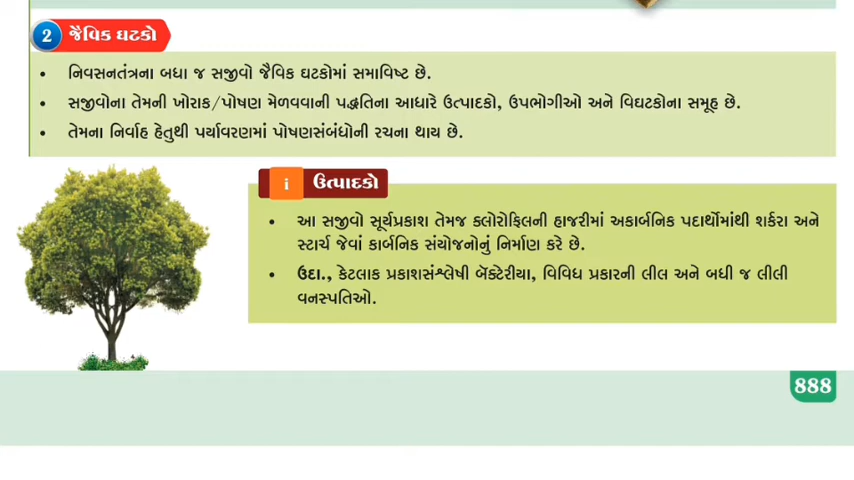 2 જૈવિક ઘટકો
• નિવસનતંત્રના બધા જ સજીવો જૈવિક ઘટકોમાં સમાવિષ્ટ છે.
• સજીવોના તેમની ખોરાક/પોષણ મેળવવાની પદ્ધતિના આધારે ઉત્પાદકો, ઉપભોગીઓ અને વિઘટકોના સમૂહ છે.
• તેમના નિર્વાહ હેતુથી પર્યાવરણમાં પોષણસંબંધોની રચના થાય છે.
i ઉત્પાદકો
• આ સજીવો સૂર્યપ્રકાશ તેમજ ક્લોરોફિલની હાજરીમાં અકાર્બનિક પદાર્થોમાંથી શર્કરા અને
સ્ટાર્ચ જેવાં કાર્બનિક સંયોજનોનું નિર્માણ કરે છે.
• ઉદા., કેટલાક પ્રકાશસંશ્લેષી બૅક્ટેરીયા, વિવિધ પ્રકારની લીલ અને બધી જ લીલી
વનસ્પતિઓ.
888